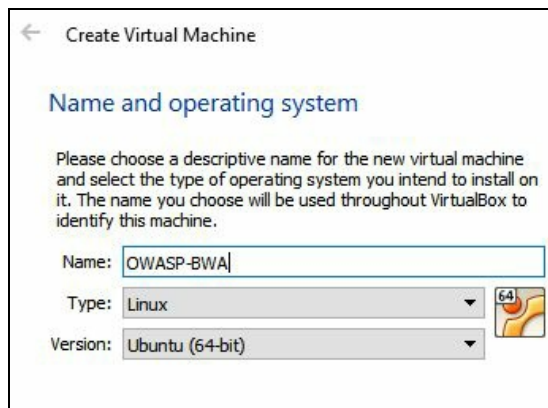 Create Virtual Machine
Name and operating system
Please choose a descriptive name for the new virtual machine
and select the type of operating system you intend to install on
it. The name you choose will be used throughout VirtualBox to
identify this machine.
Name: OWASP-BWA
Type: Linux
64
Version: Ubuntu (64-bit)